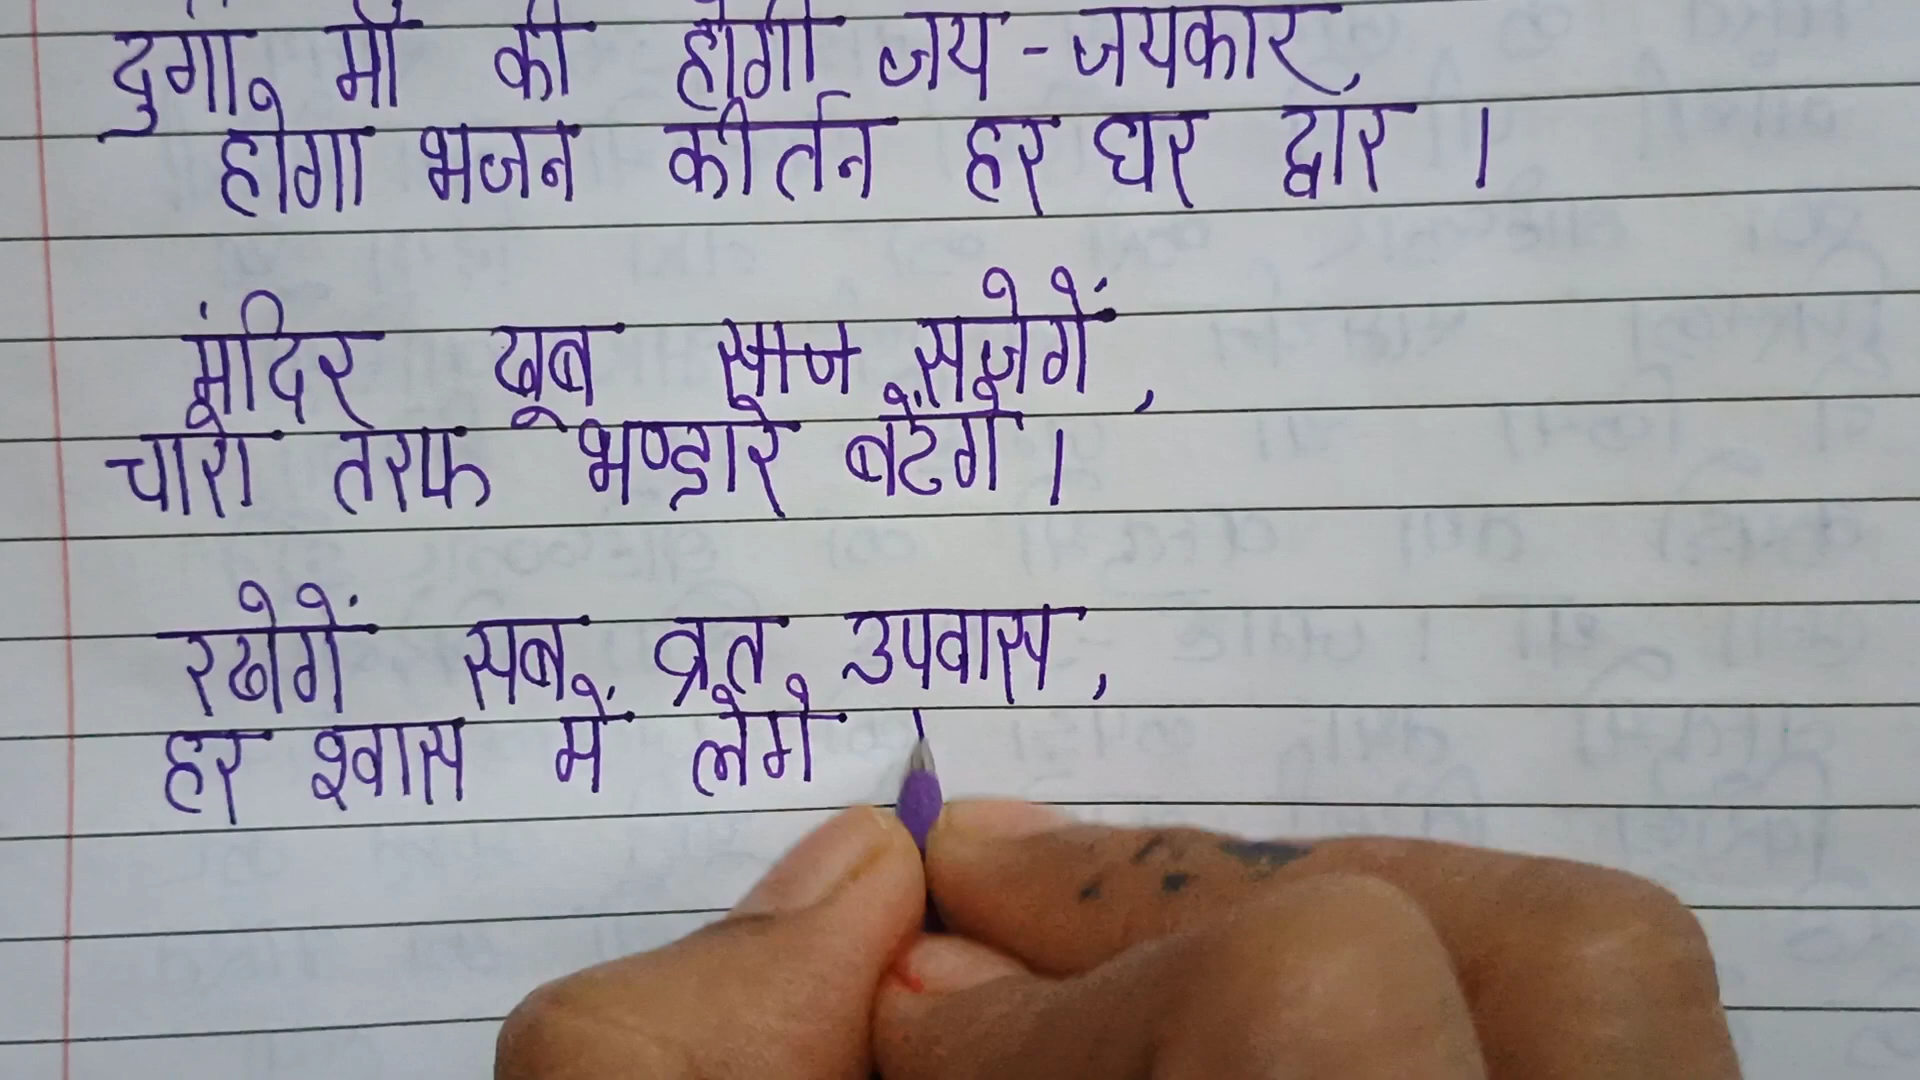 दुर्गा माँ की होगी जय-जयकार,
होगा भजन कीर्तन हर घर द्वार ।
मंदिर खूब साज सजेगें,
चारो तरफ भण्डारे बटेंगे ।
रखेगें सब व्रत उपवास,
हर श्वास में लेगे